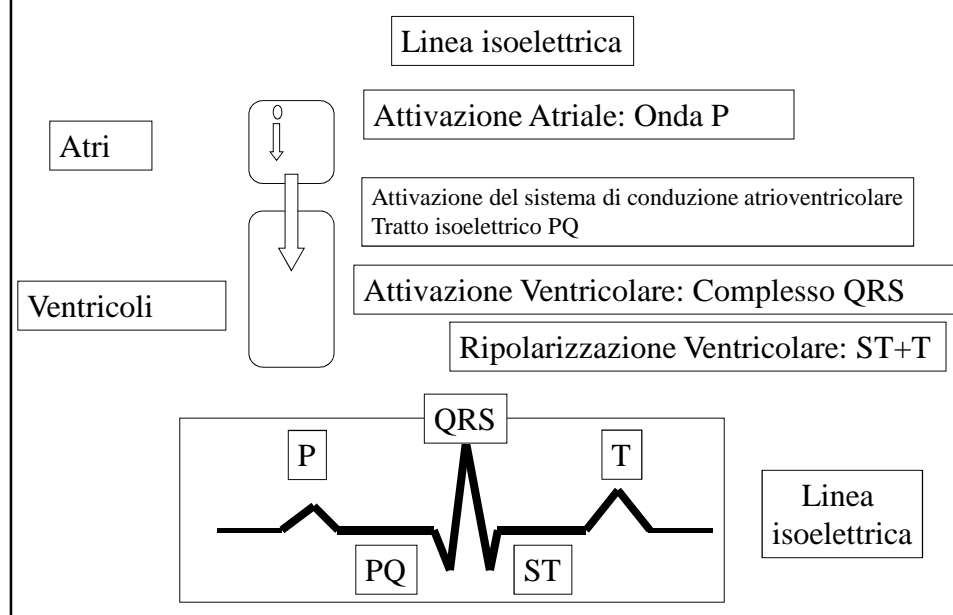 Linea isoelettrica
Atri
Attivazione Atriale: Onda P
Attivazione del sistema di conduzione atrioventricolare
Tratto isoelettrico PQ
Ventricoli
Attivazione Ventricolare: Complesso QRS
Ripolarizzazione Ventricolare: ST+T
QRS
P
T
PQ
ST
Linea
isoelettrica